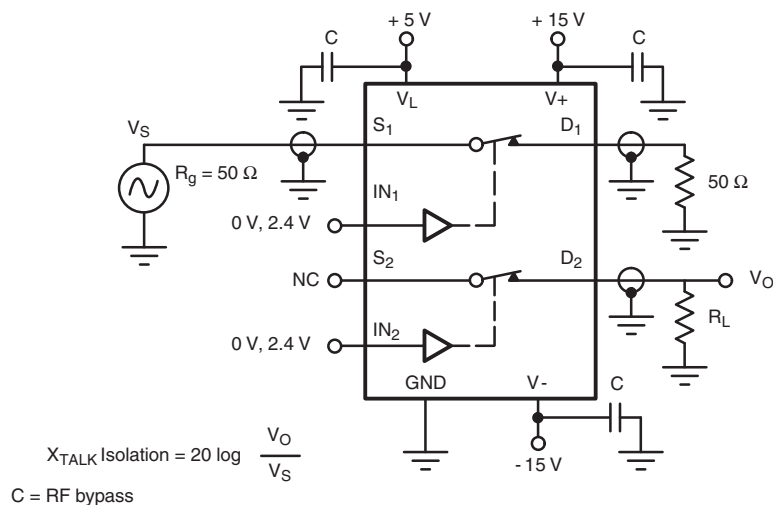 + 5 V
+ 15 V
C
C
V_L
V+
V_S
S_1
D_1
R_g = 50 Ω
50 Ω
IN_1
0 V, 2.4 V
S_2
D_2
NC
V_O
R_L
IN_2
0 V, 2.4 V
GND
V-
C
- 15 V
X_TALK Isolation = 20 log V_O / V_S
C = RF bypass